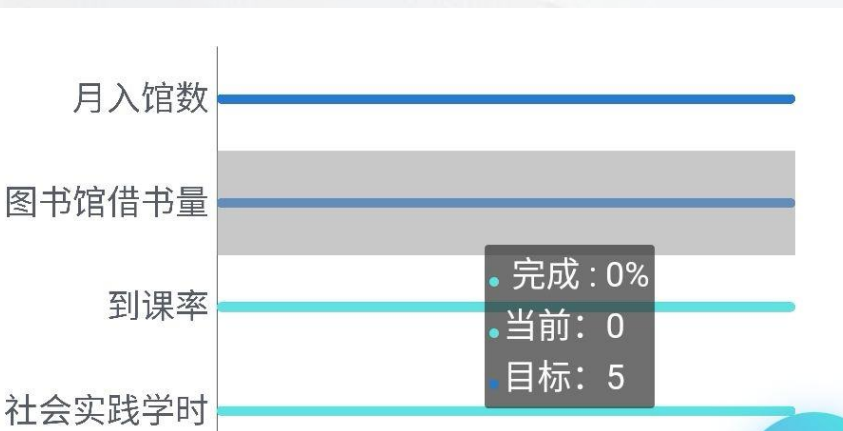 月入馆数
图书馆借书量
完成 : 0%
到课率
当前：0
目标：5
社会实践学时